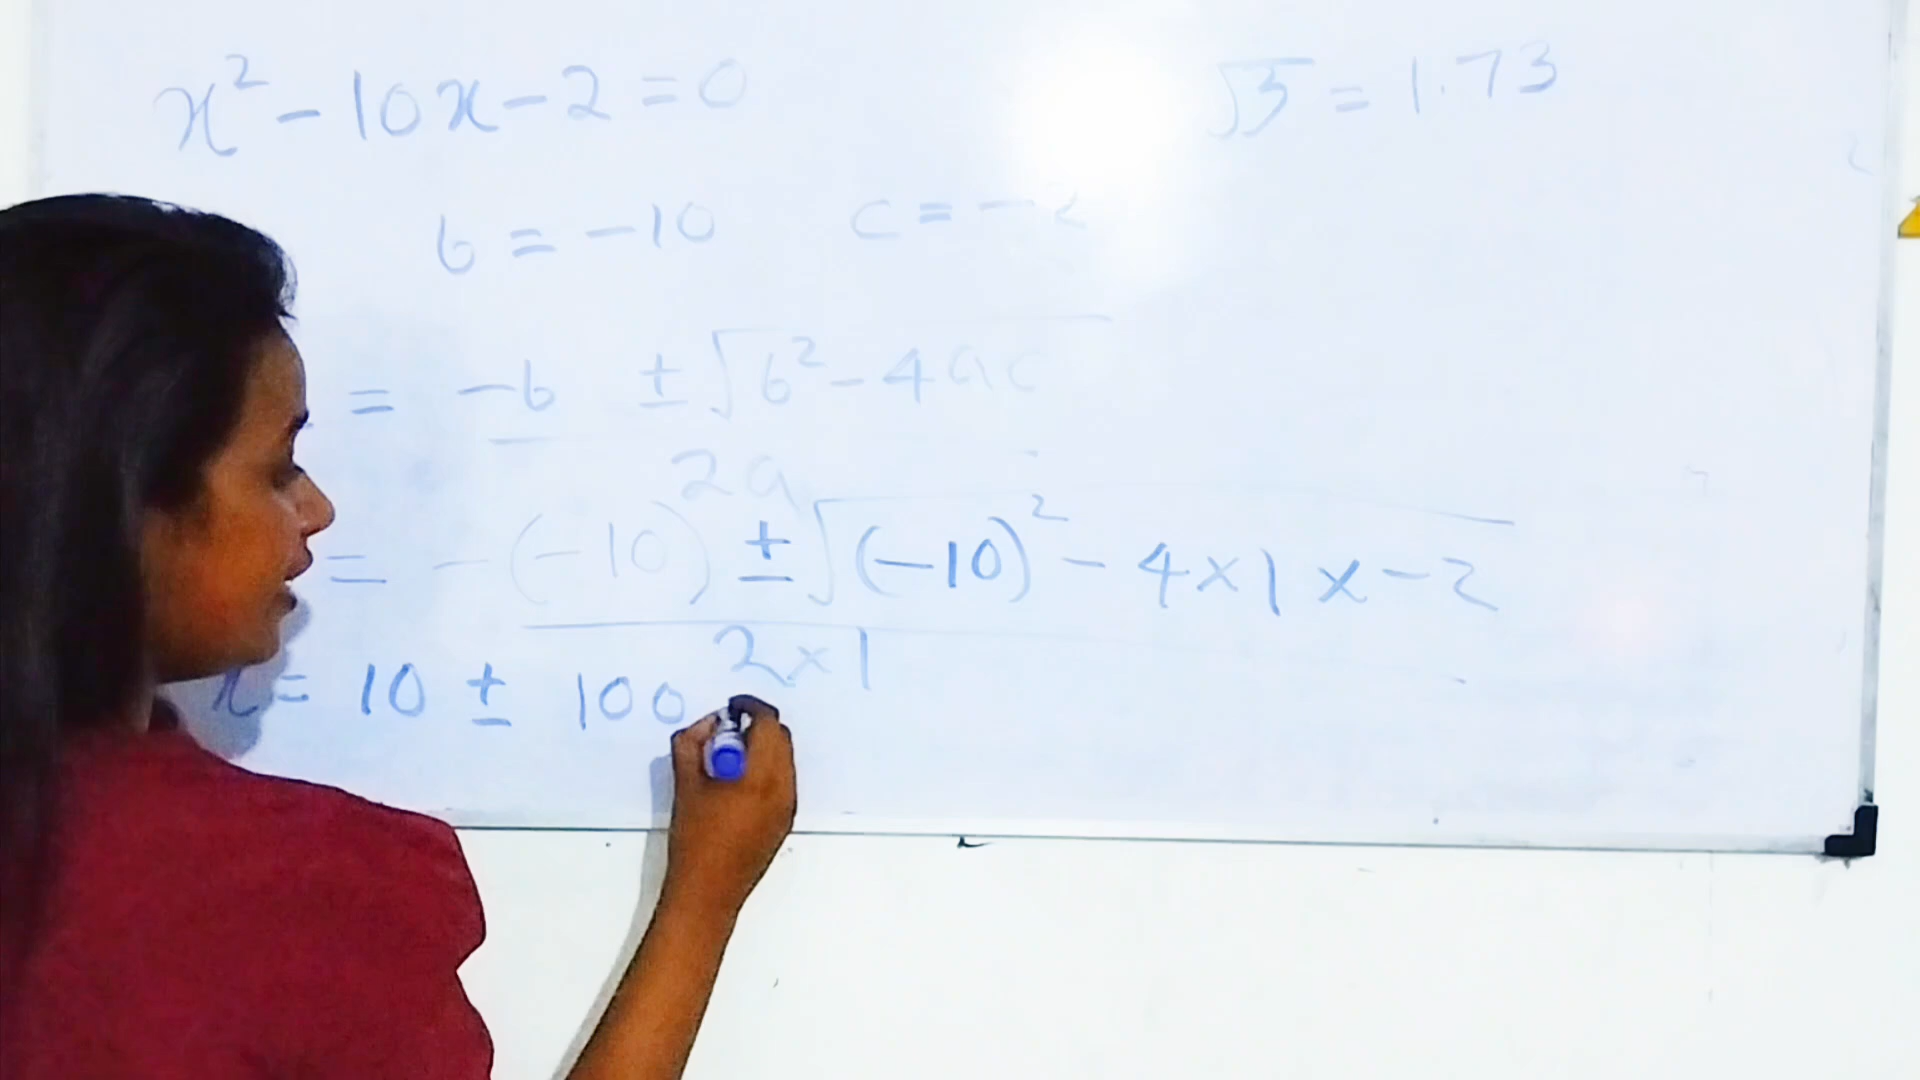 x² - 10x - 2 = 0
√3 = 1.73
b = -10 c = -2
= -b ± √b² - 4ac
2a
= -(-10) ± √(-10)² - 4 × 1 × -2
2 × 1
x = 10 ± 100